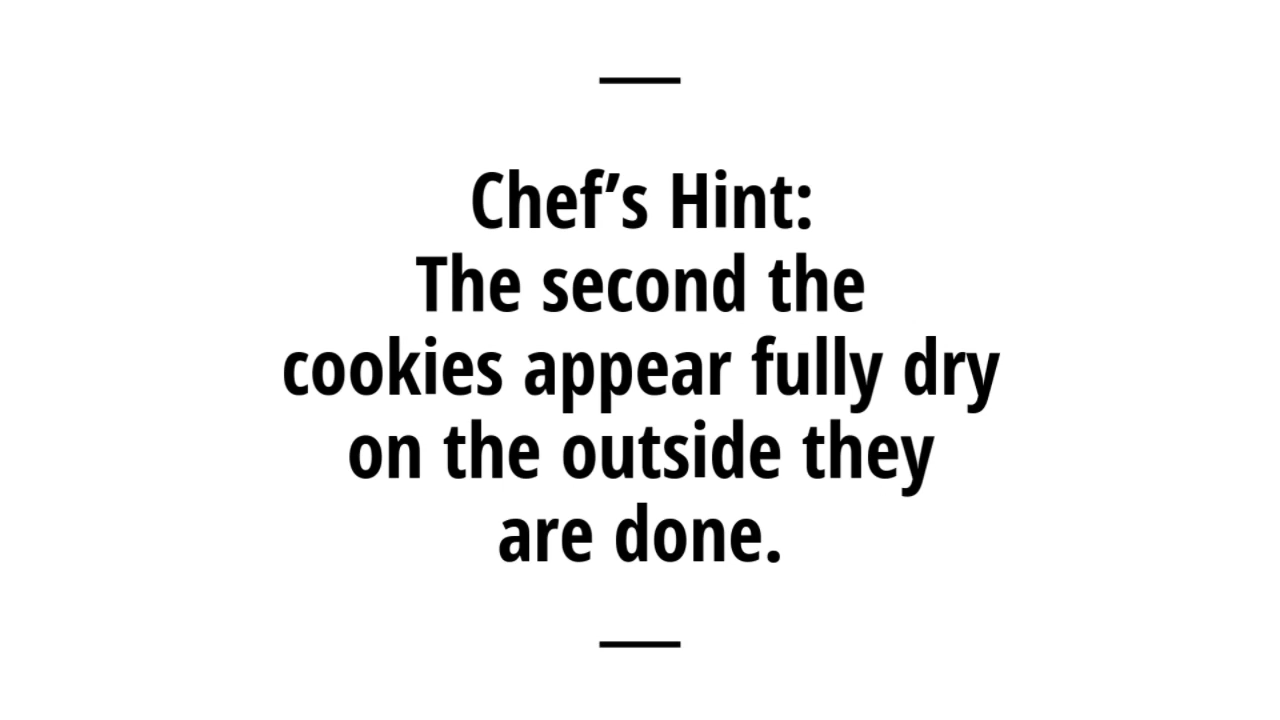 Chef’s Hint:
The second the
cookies appear fully dry
on the outside they
are done.